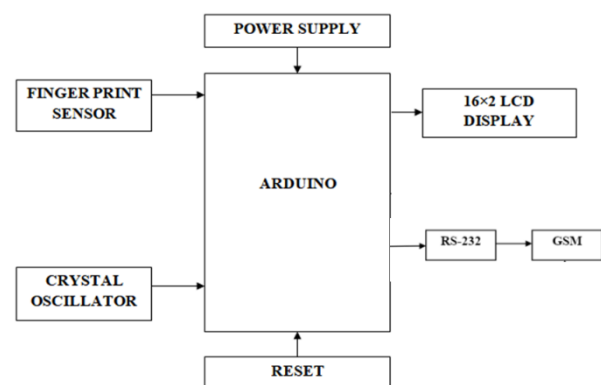 POWER SUPPLY
FINGER PRINT
SENSOR
16×2 LCD
DISPLAY
ARDUINO
RS-232
GSM
CRYSTAL
OSCILLATOR
RESET